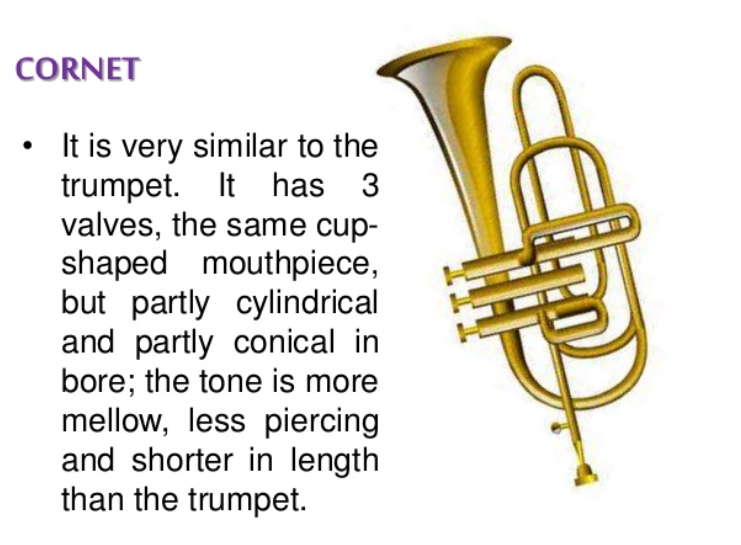 CORNET
• It is very similar to the
trumpet. It has 3
valves, the same cup-
shaped mouthpiece,
but partly cylindrical
and partly conical in
bore; the tone is more
mellow, less piercing
and shorter in length
than the trumpet.